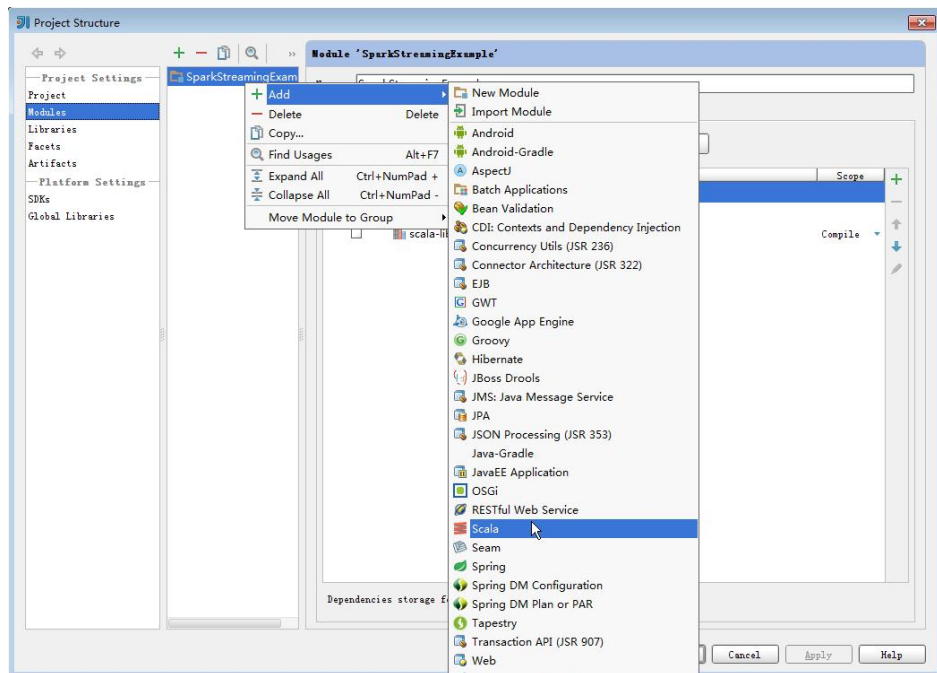 Project Structure
Module 'SparkStreamingExample'
Project Settings
Project
Modules
Libraries
Facets
Artifacts
Platform Settings
SDKs
Global Libraries
SparkStreamingExam
Add
Delete Delete
Copy...
Find Usages Alt+F7
Expand All Ctrl+NumPad +
Collapse All Ctrl+NumPad -
Move Module to Group
New Module
Import Module
Android
Android-Gradle
AspectJ
Batch Applications
Bean Validation
CDI: Contexts and Dependency Injection
Concurrency Utils (JSR 236)
Connector Architecture (JSR 322)
EJB
GWT
Google App Engine
Groovy
Hibernate
JBoss Drools
JMS: Java Message Service
JPA
JSON Processing (JSR 353)
Java-Gradle
JavaEE Application
OSGi
RESTful Web Service
Scala
Seam
Spring
Spring DM Configuration
Spring DM Plan or PAR
Tapestry
Transaction API (JSR 907)
Web
Scope
scala-li
Compile
Dependencies storage f
Cancel
Apply
Help